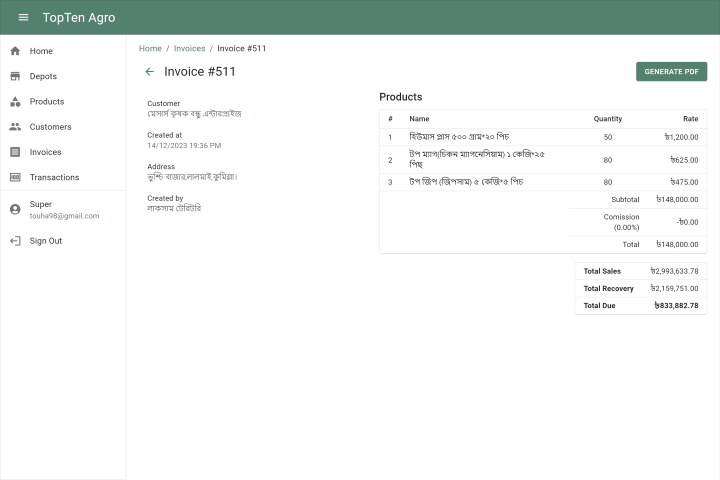 TopTen Agro
Home
Depots
Products
Customers
Invoices
Transactions
Super
touha98@gmail.com
Sign Out
Home / Invoices / Invoice #511
Invoice #511
GENERATE PDF
Customer
মেসার্স কৃষক বন্ধু এন্টারপ্রাইজ
Created at
14/12/2023 19:36 PM
Address
ভুশ্চি বাজার,লালমাই,কুমিল্লা।
Created by
লাকসাম টেরিটরি
Products
# Name Quantity Rate
1 হিউমাস প্লাস ৫০০ গ্রাম*২০ পিচ 50 ৳1,200.00
2 টপ ম্যাগ(চিকন ম্যাগনেসিয়াম) ১ কেজি*২৫ পিছ 80 ৳625.00
3 টপ জিপ (জিপসাম) ৫ কেজি*৫ পিচ 80 ৳475.00
Subtotal ৳148,000.00
Comission (0.00%) -৳0.00
Total ৳148,000.00
Total Sales ৳2,993,633.78
Total Recovery ৳2,159,751.00
Total Due ৳833,882.78